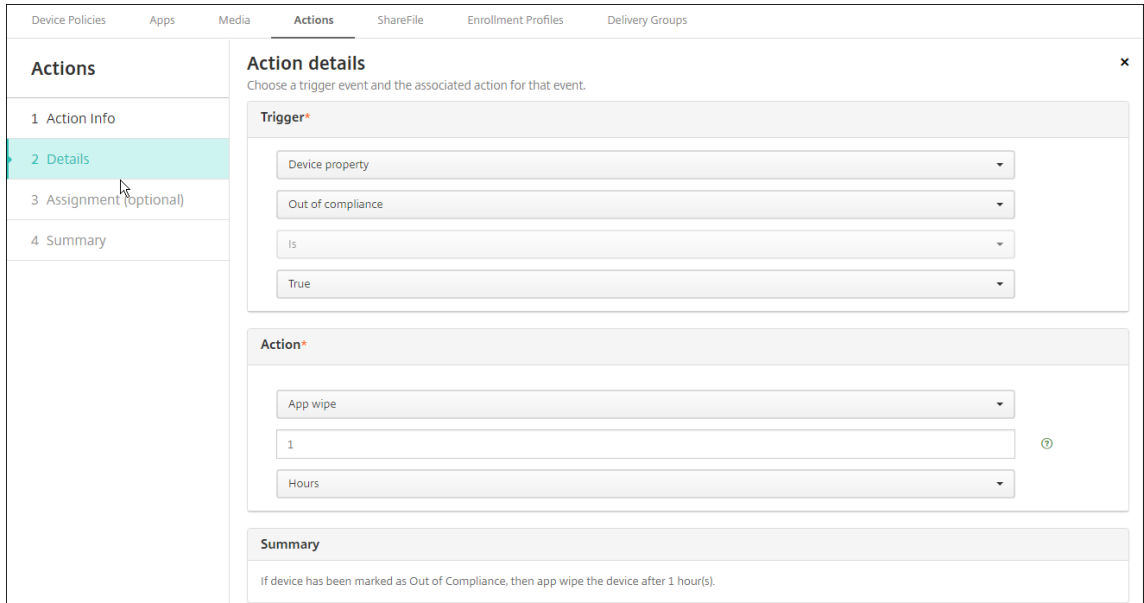 Device Policies Apps Media Actions ShareFile Enrollment Profiles Delivery Groups
Actions
1 Action Info
2 Details
3 Assignment (optional)
4 Summary
Action details
×
Choose a trigger event and the associated action for that event.
Trigger*
Device property
Out of compliance
Is
True
Action*
App wipe
1
?
Hours
Summary
If device has been marked as Out of Compliance, then app wipe the device after 1 hour(s).